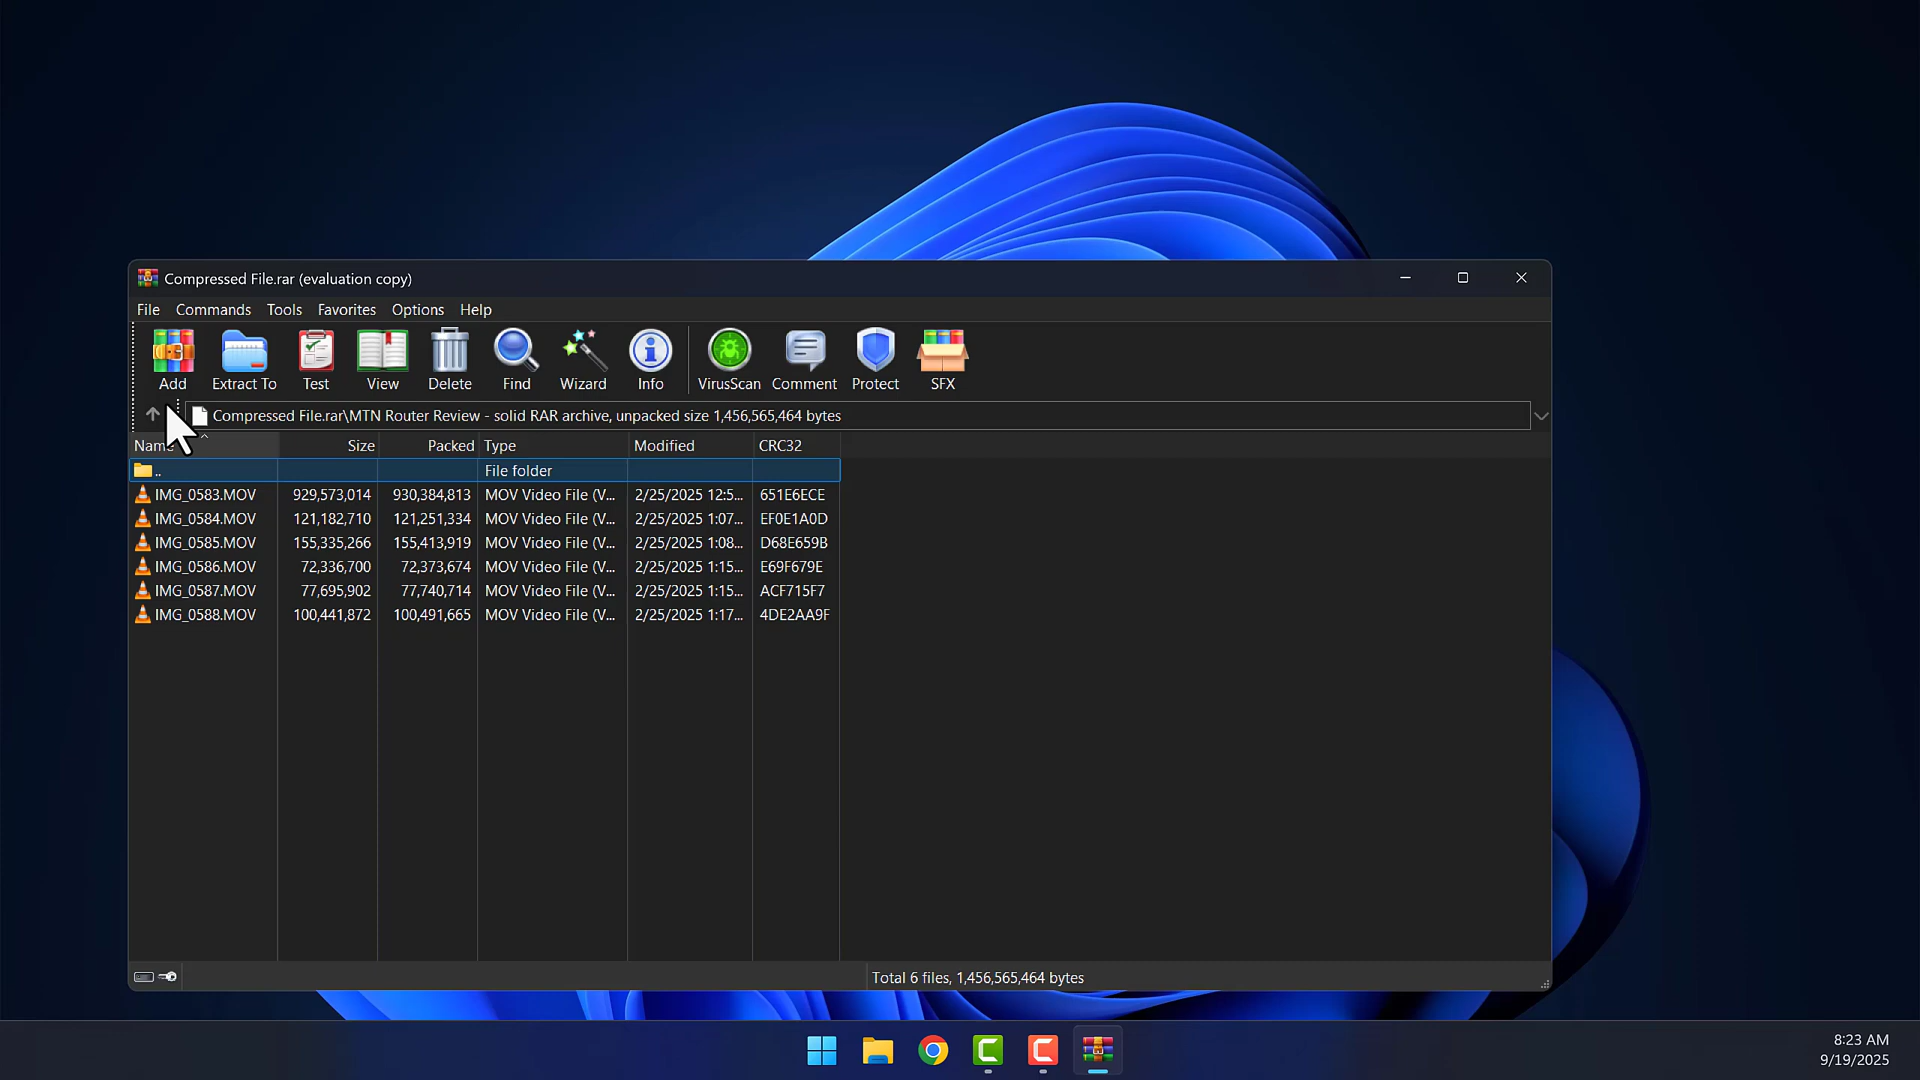 Compressed File.rar (evaluation copy)
File Commands Tools Favorites Options Help
Add Extract To Test View Delete Find Wizard Info VirusScan Comment Protect SFX
Compressed File.rar\MTN Router Review - solid RAR archive, unpacked size 1,456,565,464 bytes
Name Size Packed Type Modified CRC32
.. File folder
IMG_0583.MOV 929,573,014 930,384,813 MOV Video File (V... 2/25/2025 12:5... 651E6ECE
IMG_0584.MOV 121,182,710 121,251,334 MOV Video File (V... 2/25/2025 1:07... EF0E1A0D
IMG_0585.MOV 155,335,266 155,413,919 MOV Video File (V... 2/25/2025 1:08... D68E659B
IMG_0586.MOV 72,336,700 72,373,674 MOV Video File (V... 2/25/2025 1:15... E69F679E
IMG_0587.MOV 77,695,902 77,740,714 MOV Video File (V... 2/25/2025 1:15... ACF715F7
IMG_0588.MOV 100,441,872 100,491,665 MOV Video File (V... 2/25/2025 1:17... 4DE2AA9F
Total 6 files, 1,456,565,464 bytes
8:23 AM
9/19/2025